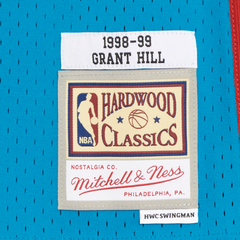 1998-99
GRANT HILL
HARDWOOD
NBA
CLASSICS
NOSTALGIA CO.
Mitchell & Ness
PHILADELPHIA, PA.
HWC SWINGMAN